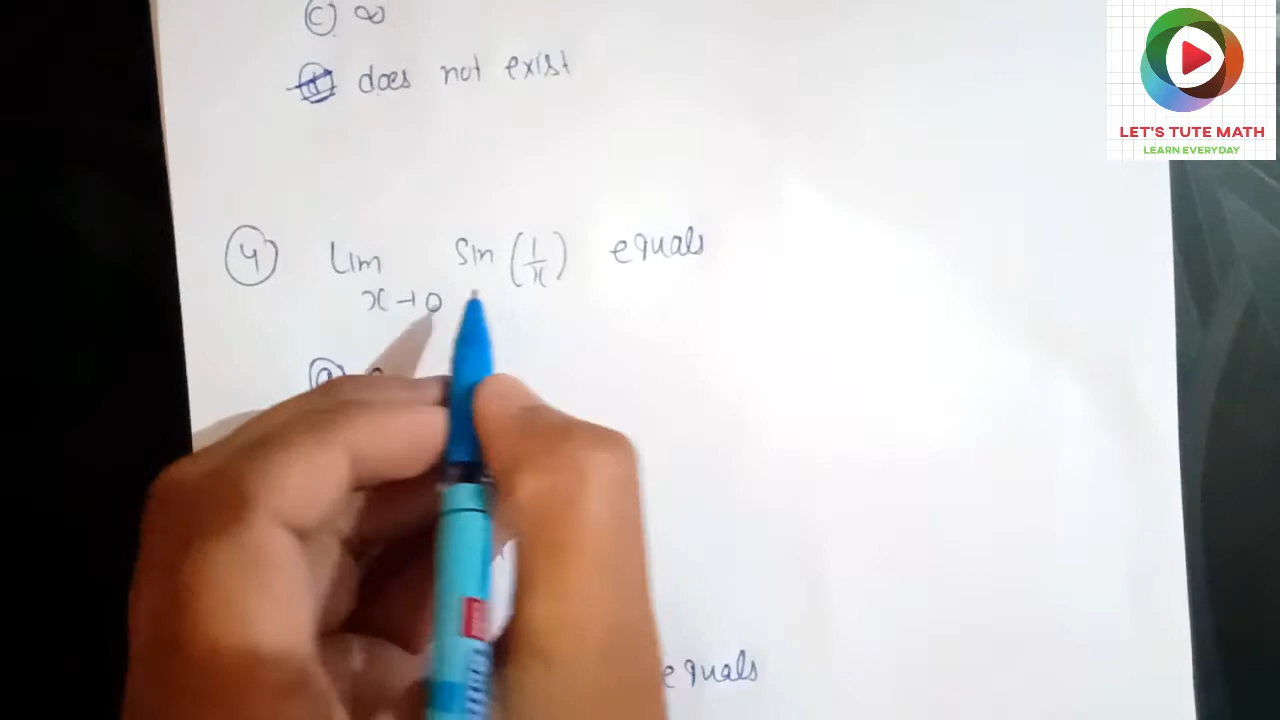 (c) ∞
(d) does not exist
LET'S TUTE MATH
LEARN EVERYDAY
(4) Lim sin (1/x) equals
x→0
(a)
equals